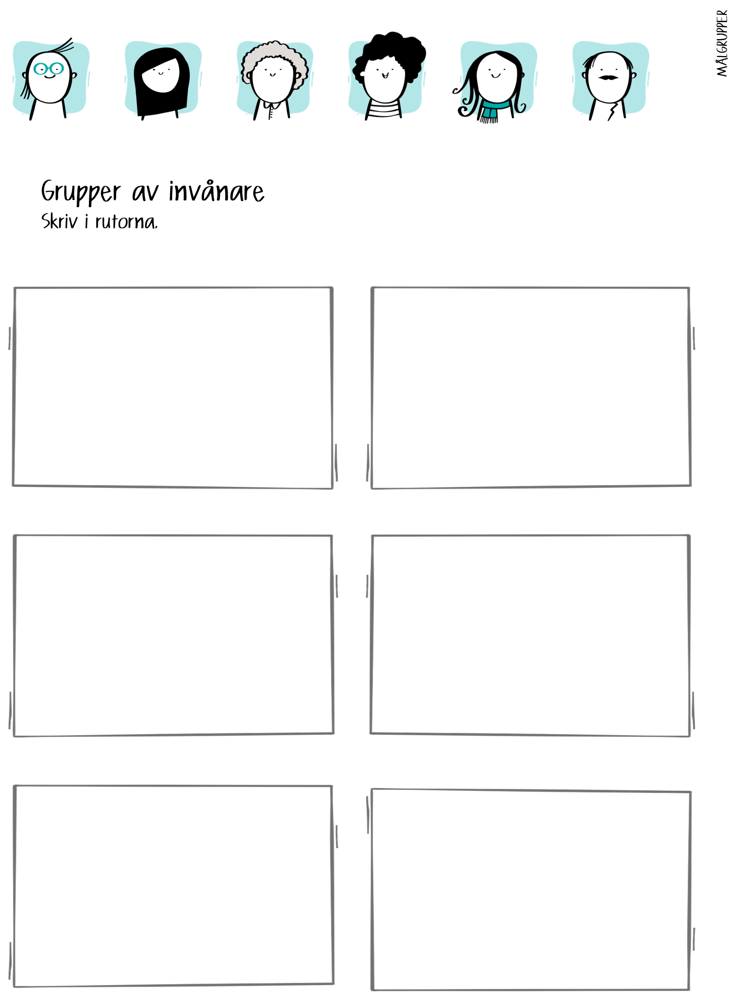 MÅLGRUPPER
Grupper av invånare
Skriv i rutorna.